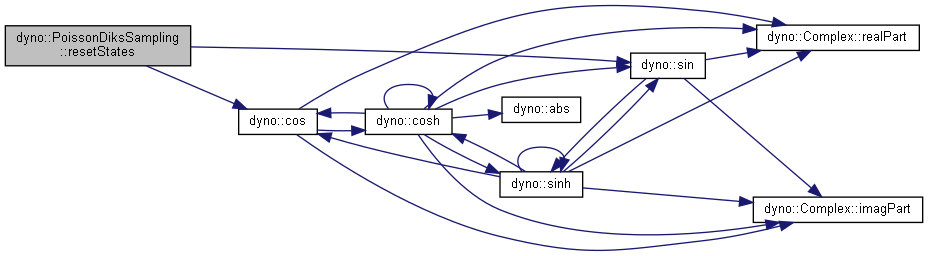 dyno::PoissonDiksSampling
::resetStates
dyno::Complex::realPart
dyno::sin
dyno::abs
dyno::cos
dyno::cosh
dyno::sinh
dyno::Complex::imagPart